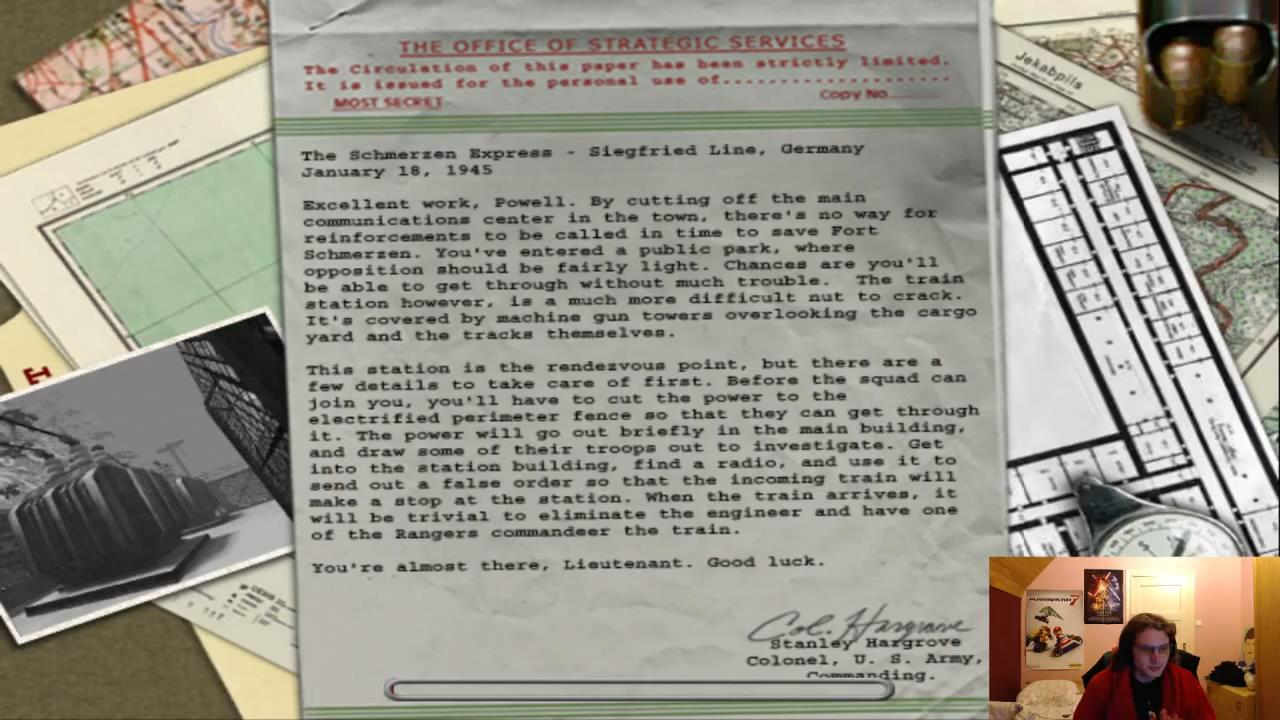 THE OFFICE OF STRATEGIC SERVICES
The Circulation of this paper has been strictly limited.
It is issued for the personal use of.....................
MOST SECRET
Copy No......
The Schmerzen Express - Siegfried Line, Germany
January 18, 1945
Excellent work, Powell. By cutting off the main
communications center in the town, there's no way for
reinforcements to be called in time to save Fort
Schmerzen. You've entered a public park, where
opposition should be fairly light. Chances are you'll
be able to get through without much trouble. The train
station however, is a much more difficult nut to crack.
It's covered by machine gun towers overlooking the cargo
yard and the tracks themselves.
This station is the rendezvous point, but there are a
few details to take care of first. Before the squad can
join you, you'll have to cut the power to the
electrified perimeter fence so that they can get through
it. The power will go out briefly in the main building,
and draw some of their troops out to investigate. Get
into the station building, find a radio, and use it to
send out a false order so that the incoming train will
make a stop at the station. When the train arrives, it
will be trivial to eliminate the engineer and have one
of the Rangers commandeer the train.
You're almost there, Lieutenant. Good luck.
Col. Hargrove
Stanley Hargrove
Colonel, U. S. Army,
Commanding.
Jekabpils
MARIOKART 7